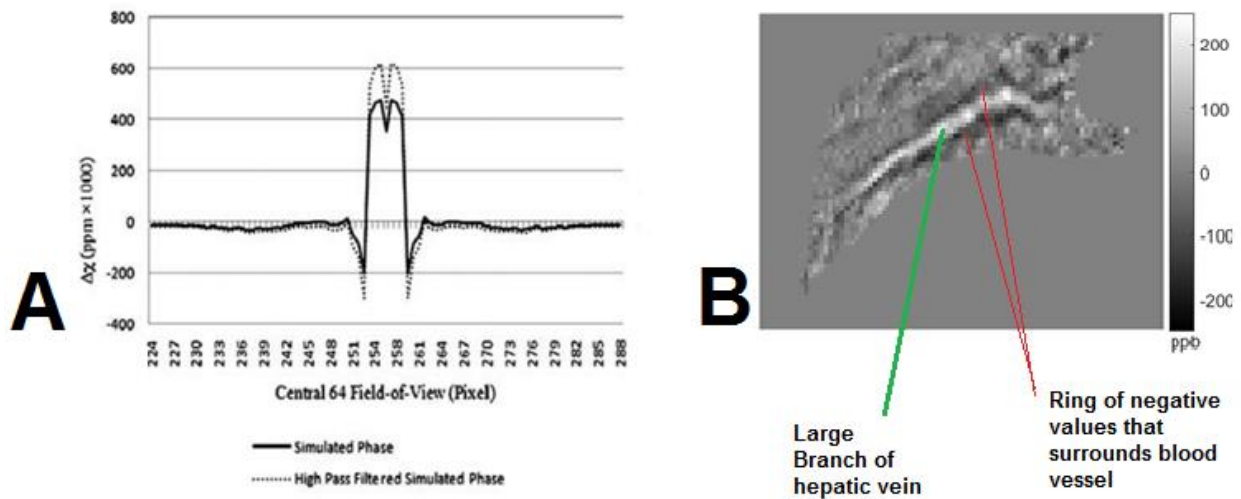 A
800
600
400
200
0
-200
-400
Δχ (ppm×1000)
224 227 230 233 236 239 242 245 248 251 254 258 261 264 267 270 273 276 279 282 285 288
Central 64 Field-of-View (Pixel)
Simulated Phase
High Pass Filtered Simulated Phase
B
200
100
0
-100
-200
ppb
Large
Branch of
hepatic vein
Ring of negative
values that
surrounds blood
vessel